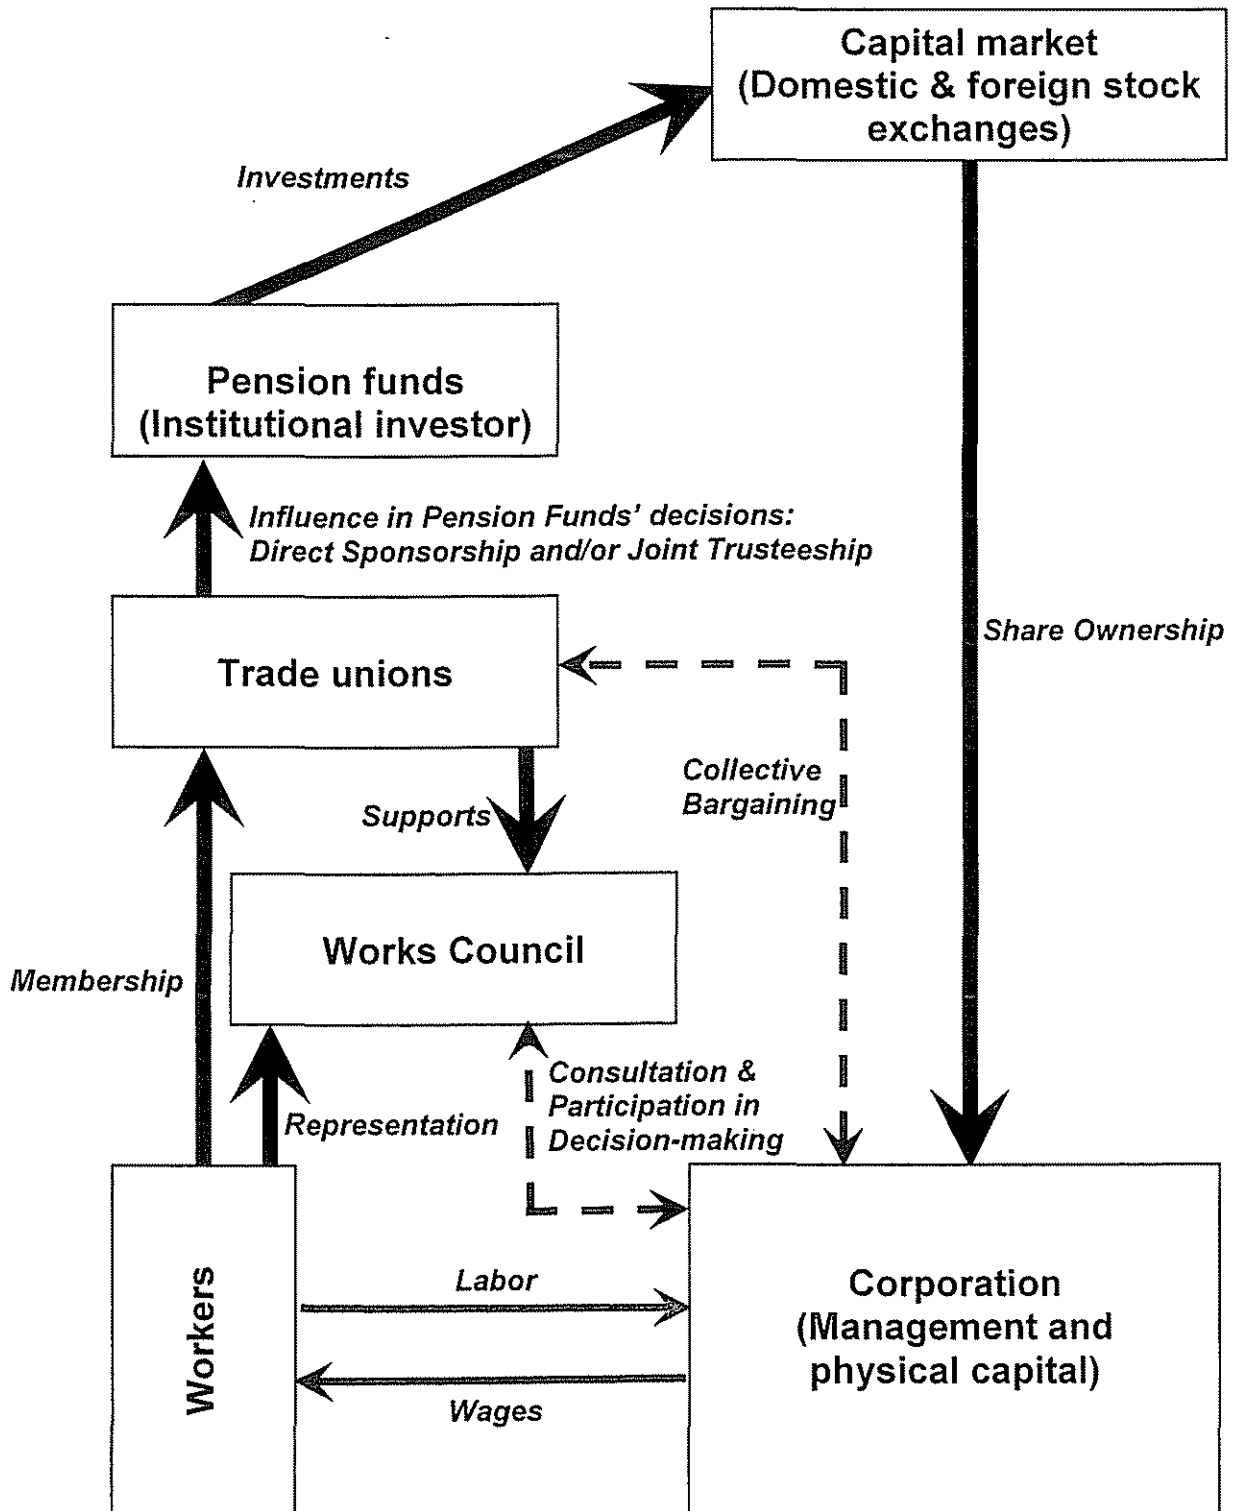 Capital market
(Domestic & foreign stock
exchanges)
Investments
Pension funds
(Institutional investor)
Influence in Pension Funds' decisions:
Direct Sponsorship and/or Joint Trusteeship
Trade unions
Share Ownership
Collective
Bargaining
Supports
Works Council
Membership
Consultation &
Participation in
Decision-making
Representation
Workers
Labor
Wages
Corporation
(Management and
physical capital)